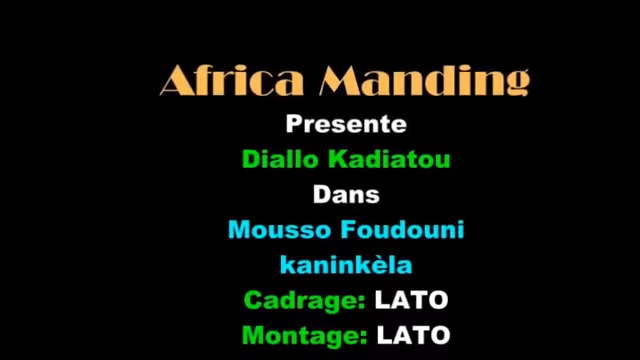 Africa Manding
Presente
Diallo Kadiatou
Dans
Mousso Foudouni
kaninkèla
Cadrage: LATO
Montage: LATO